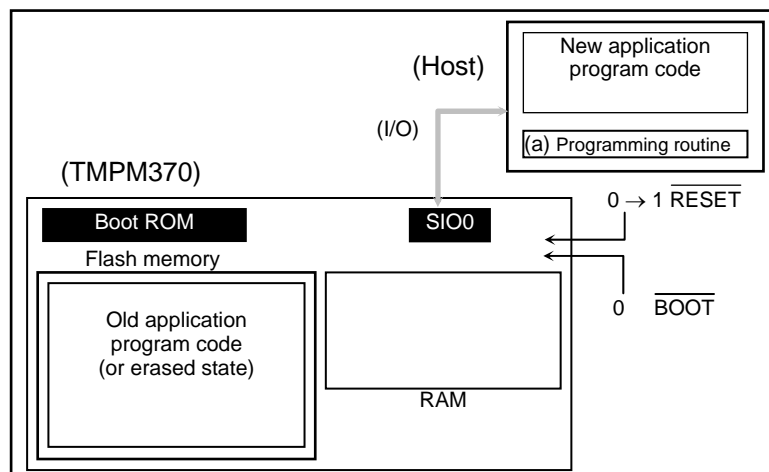 New application
program code
(Host)
(I/O)
(a) Programming routine
(TMPM370)
0 → 1 RESET
Boot ROM
SIO0
Flash memory
0 BOOT
Old application
program code
(or erased state)
RAM